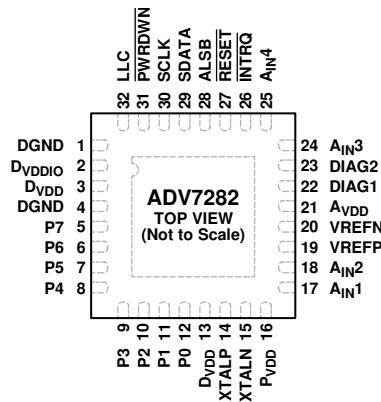 LLC
PWRDWN
SCLK
SDATA
ALSB
RESET
INTRQ
AIN4
32 31 30 29 28 27 26 25
DGND 1
DVDDIO 2
DVDD 3
DGND 4
P7 5
P6 6
P5 7
P4 8
ADV7282
TOP VIEW
(Not to Scale)
24 AIN3
23 DIAG2
22 DIAG1
21 AVDD
20 VREFN
19 VREFP
18 AIN2
17 AIN1
9 10 11 12 13 14 15 16
P3
P2
P1
P0
DVDD
XTALP
XTALN
PVDD